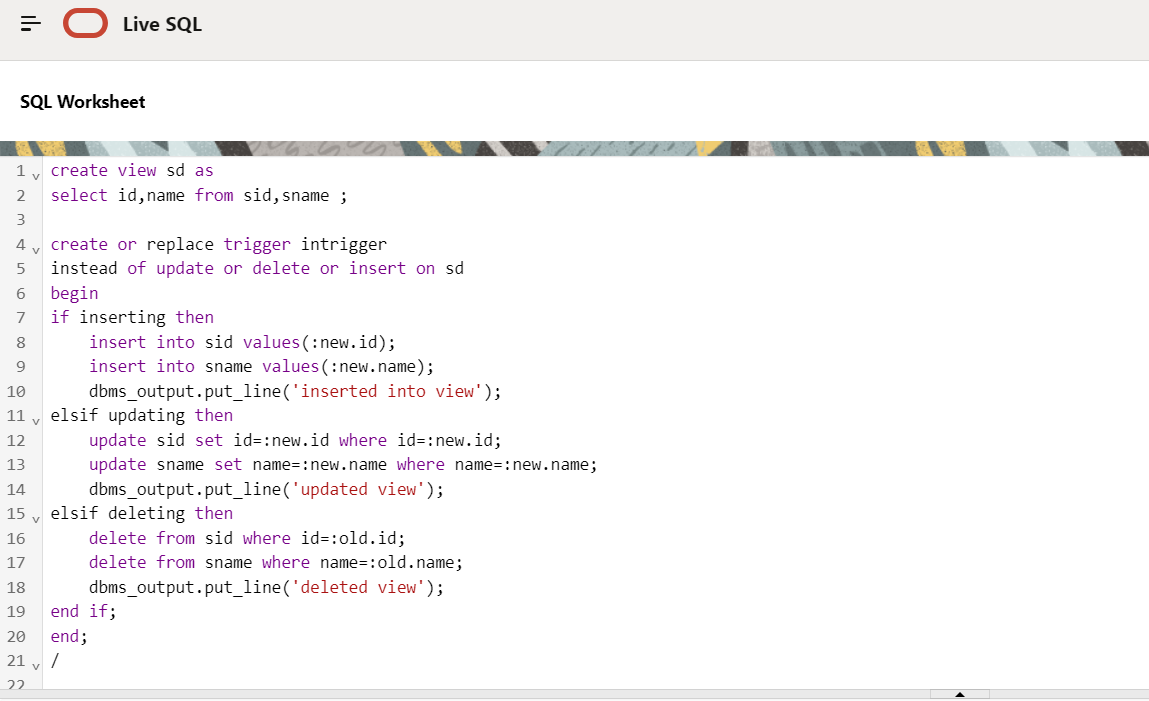 Live SQL
SQL Worksheet
1 create view sd as
2 select id,name from sid,sname ;
3
4 create or replace trigger intrigger
5 instead of update or delete or insert on sd
6 begin
7 if inserting then
8     insert into sid values(:new.id);
9     insert into sname values(:new.name);
10     dbms_output.put_line('inserted into view');
11 elsif updating then
12     update sid set id=:new.id where id=:new.id;
13     update sname set name=:new.name where name=:new.name;
14     dbms_output.put_line('updated view');
15 elsif deleting then
16     delete from sid where id=:old.id;
17     delete from sname where name=:old.name;
18     dbms_output.put_line('deleted view');
19 end if;
20 end;
21 /
22